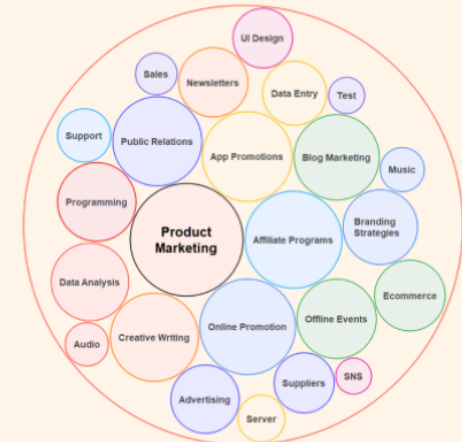 UI Design
Sales
Newsletters
Data Entry
Test
Support
Public Relations
App Promotions
Blog Marketing
Music
Programming
Product
Marketing
Affiliate Programs
Branding
Strategies
Data Analysis
Ecommerce
Creative Writing
Online Promotion
Offline Events
Audio
Advertising
Suppliers
SNS
Server